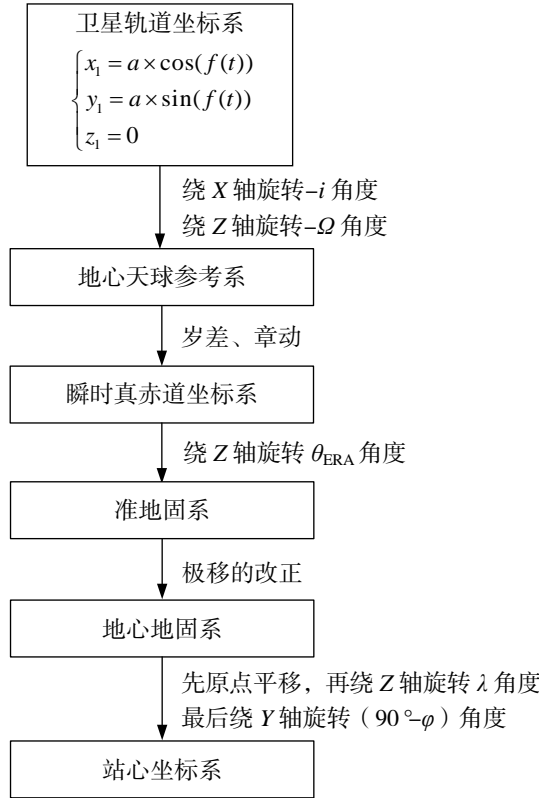 卫星轨道坐标系
x₁ = a×cos(f(t))
y₁ = a×sin(f(t))
z₁ = 0
绕 X 轴旋转–i 角度
绕 Z 轴旋转–Ω 角度
地心天球参考系
岁差、章动
瞬时真赤道坐标系
绕 Z 轴旋转 θERA 角度
准地固系
极移的改正
地心地固系
先原点平移，再绕 Z 轴旋转 λ 角度
最后绕 Y 轴旋转（90°–φ）角度
站心坐标系